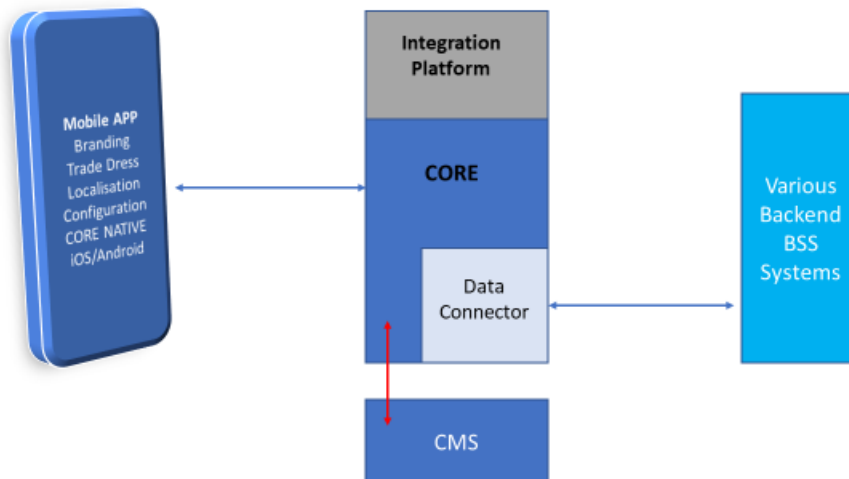 Mobile APP
Branding
Trade Dress
Localisation
Configuration
CORE NATIVE
iOS/Android
Integration
Platform
CORE
Data
Connector
CMS
Various
Backend
BSS
Systems